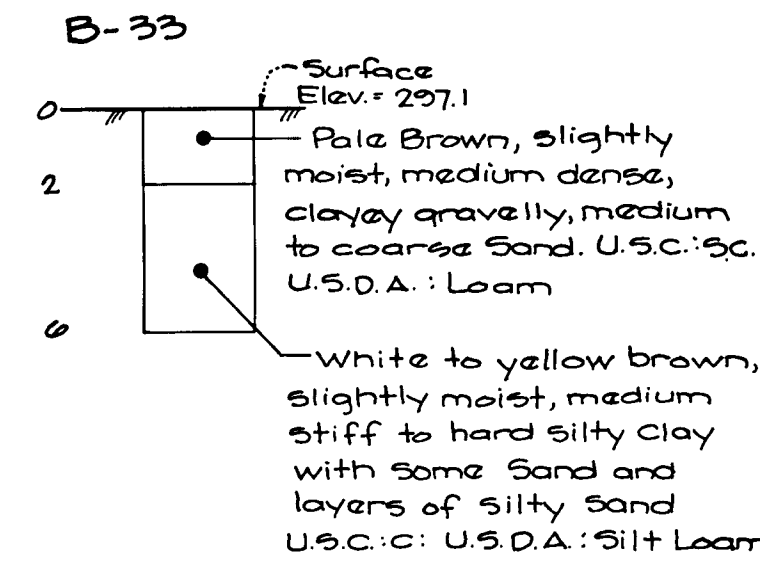 B-33
Surface
Elev. = 297.1
0
Pale Brown, slightly
moist, medium dense,
2
clayey gravelly, medium
to coarse Sand. U.S.C.:SC.
U.S.D.A.: Loam
6
White to yellow brown,
slightly moist, medium
stiff to hard silty Clay
with some Sand and
layers of silty Sand
U.S.C.:C: U.S.D.A.: Silt Loam